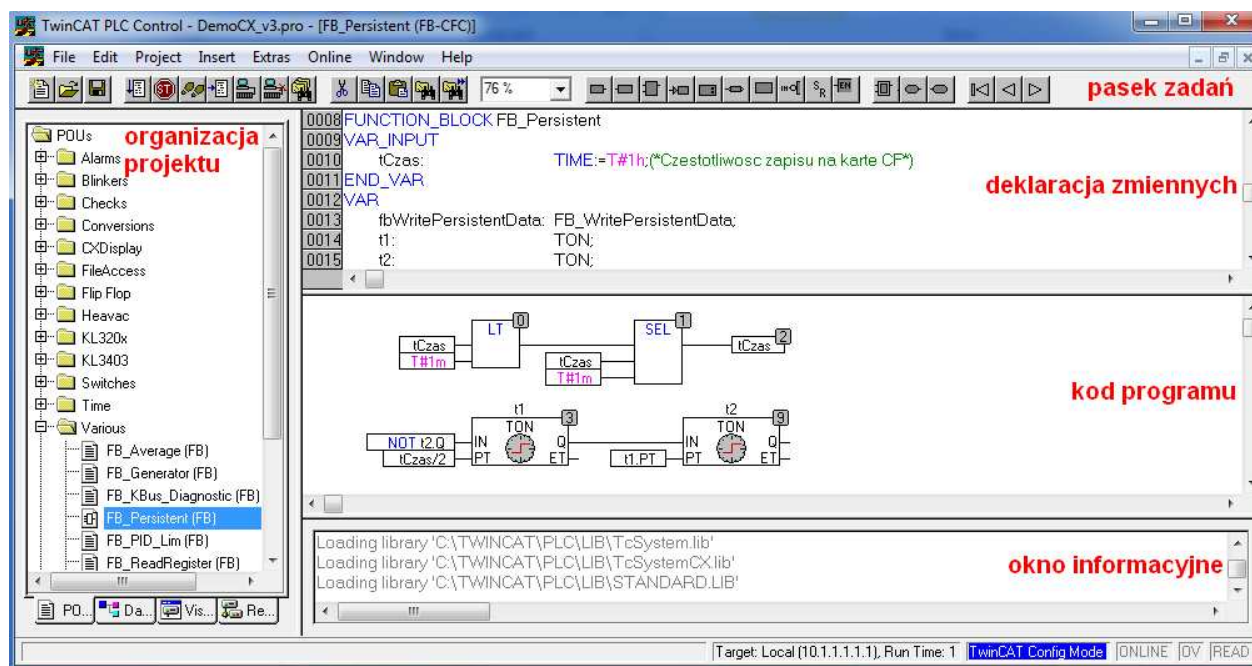 TwinCAT PLC Control - DemoCX_v3.pro - [FB_Persistent (FB-CFC)]
File Edit Project Insert Extras Online Window Help
76 %
pasek zadań
organizacja
projektu
POUs
Alarms
Blinkers
Checks
Conversions
CXDisplay
FileAccess
Flip Flop
Heavac
KL320x
KL3403
Switches
Time
Various
FB_Average (FB)
FB_Generator (FB)
FB_KBus_Diagnostic (FB)
FB_Persistent (FB)
FB_PID_Lim (FB)
FB_ReadRegister (FB)
PO... Da... Vis... Re...
0008 FUNCTION_BLOCK FB_Persistent
0009 VAR_INPUT
0010 tCzas: TIME:=T#1h;(*Czestotliwosc zapisu na karte CF*)
0011 END_VAR
0012 VAR
0013 fbWritePersistentData: FB_WritePersistentData;
0014 t1: TON;
0015 t2: TON;
deklaracja zmiennych
LT 0 SEL 1
tCzas tCzas 2
T#1m tCzas
T#1m
kod programu
t1 t2
TON 3 TON 9
NOT t2.Q IN Q IN Q
tCzas/2 PT ET t1.PT PT ET
Loading library 'C:\TWINCAT\PLC\LIB\TcSystem.lib'
Loading library 'C:\TWINCAT\PLC\LIB\TcSystemCX.lib'
Loading library 'C:\TWINCAT\PLC\LIB\STANDARD.LIB'
okno informacyjne
Target: Local (10.1.1.1.1.1), Run Time: 1 TwinCAT Config Mode ONLINE OV READ